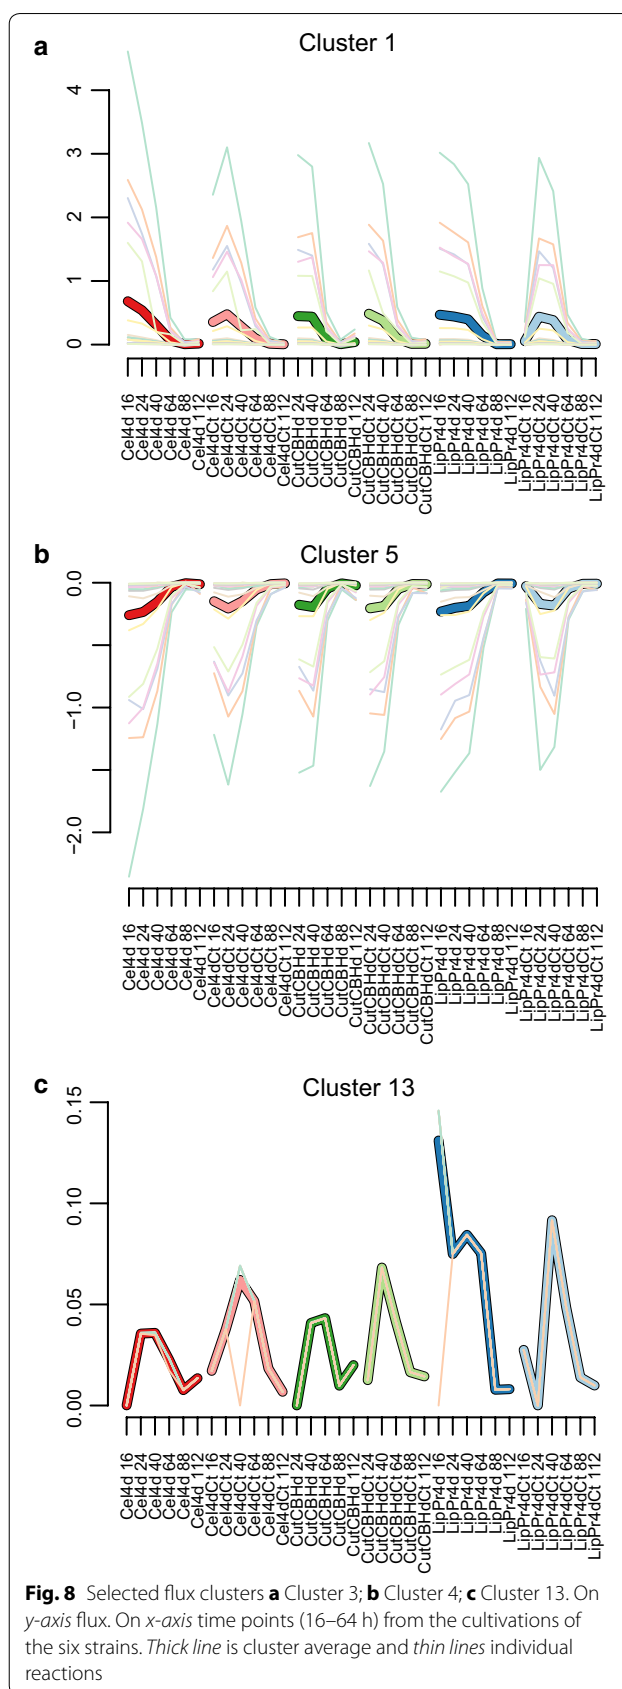 a
Cluster 1
4
3
2
1
0
Cel4d 16
Cel4d 24
Cel4d 40
Cel4d 64
Cel4d 88
Cel4d 112
Cel4dCt 16
Cel4dCt 24
Cel4dCt 40
Cel4dCt 64
Cel4dCt 88
Cel4dCt 112
CutCBHd 24
CutCBHd 40
CutCBHd 64
CutCBHd 88
CutCBHd 112
CutCBHdCt 24
CutCBHdCt 40
CutCBHdCt 64
CutCBHdCt 88
CutCBHdCt 112
LipPr4d 16
LipPr4d 24
LipPr4d 40
LipPr4d 64
LipPr4d 88
LipPr4d 112
LipPr4dCt 16
LipPr4dCt 24
LipPr4dCt 40
LipPr4dCt 64
LipPr4dCt 88
LipPr4dCt 112
b
Cluster 5
0.0
−1.0
−2.0
Cel4d 16
Cel4d 24
Cel4d 40
Cel4d 64
Cel4d 88
Cel4d 112
Cel4dCt 16
Cel4dCt 24
Cel4dCt 40
Cel4dCt 64
Cel4dCt 88
Cel4dCt 112
CutCBHd 24
CutCBHd 40
CutCBHd 64
CutCBHd 88
CutCBHd 112
CutCBHdCt 24
CutCBHdCt 40
CutCBHdCt 64
CutCBHdCt 88
CutCBHdCt 112
LipPr4d 16
LipPr4d 24
LipPr4d 40
LipPr4d 64
LipPr4d 88
LipPr4d 112
LipPr4dCt 16
LipPr4dCt 24
LipPr4dCt 40
LipPr4dCt 64
LipPr4dCt 88
LipPr4dCt 112
c
Cluster 13
0.15
0.10
0.05
0.00
Cel4d 16
Cel4d 24
Cel4d 40
Cel4d 64
Cel4d 88
Cel4d 112
Cel4dCt 16
Cel4dCt 24
Cel4dCt 40
Cel4dCt 64
Cel4dCt 88
Cel4dCt 112
CutCBHd 24
CutCBHd 40
CutCBHd 64
CutCBHd 88
CutCBHd 112
CutCBHdCt 24
CutCBHdCt 40
CutCBHdCt 64
CutCBHdCt 88
CutCBHdCt 112
LipPr4d 16
LipPr4d 24
LipPr4d 40
LipPr4d 64
LipPr4d 88
LipPr4d 112
LipPr4dCt 16
LipPr4dCt 24
LipPr4dCt 40
LipPr4dCt 64
LipPr4dCt 88
LipPr4dCt 112
Fig. 8 Selected flux clusters a Cluster 3; b Cluster 4; c Cluster 13. On
y-axis flux. On x-axis time points (16–64 h) from the cultivations of
the six strains. Thick line is cluster average and thin lines individual
reactions